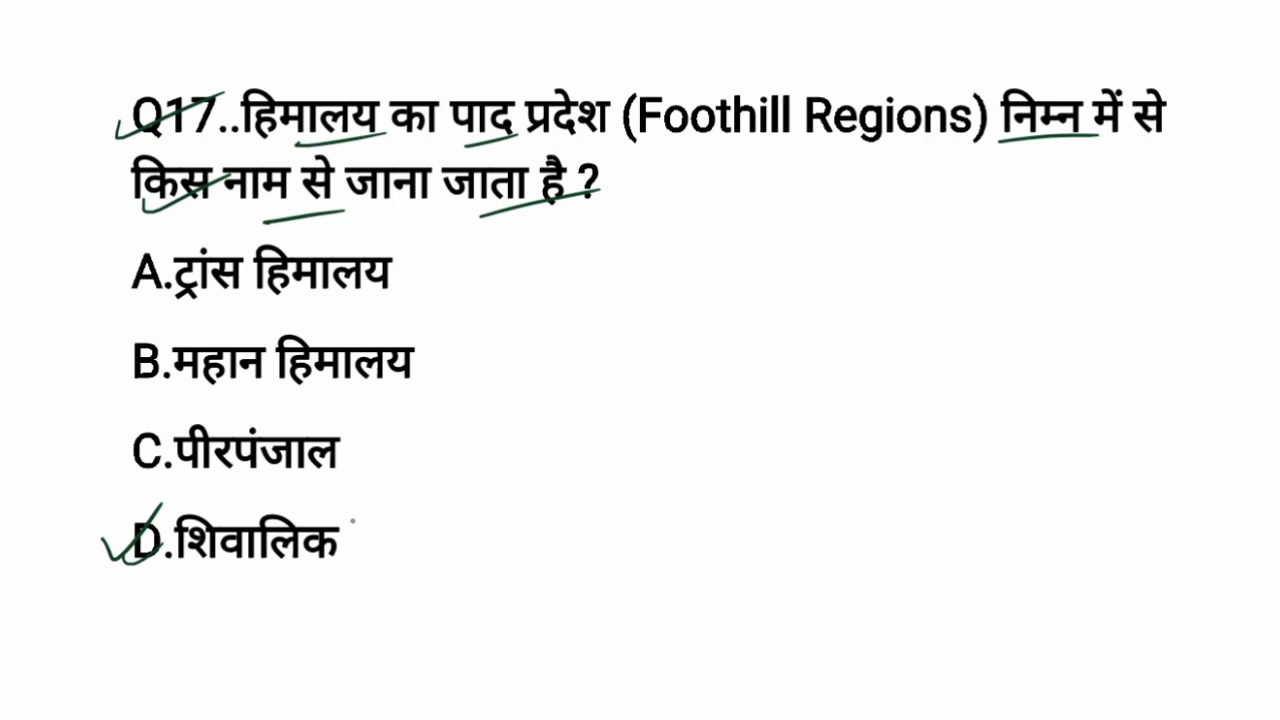 Q17..हिमालय का पाद प्रदेश (Foothill Regions) निम्न में से
किस नाम से जाना जाता है ?
A.ट्रांस हिमालय
B.महान हिमालय
C.पीरपंजाल
D.शिवालिक